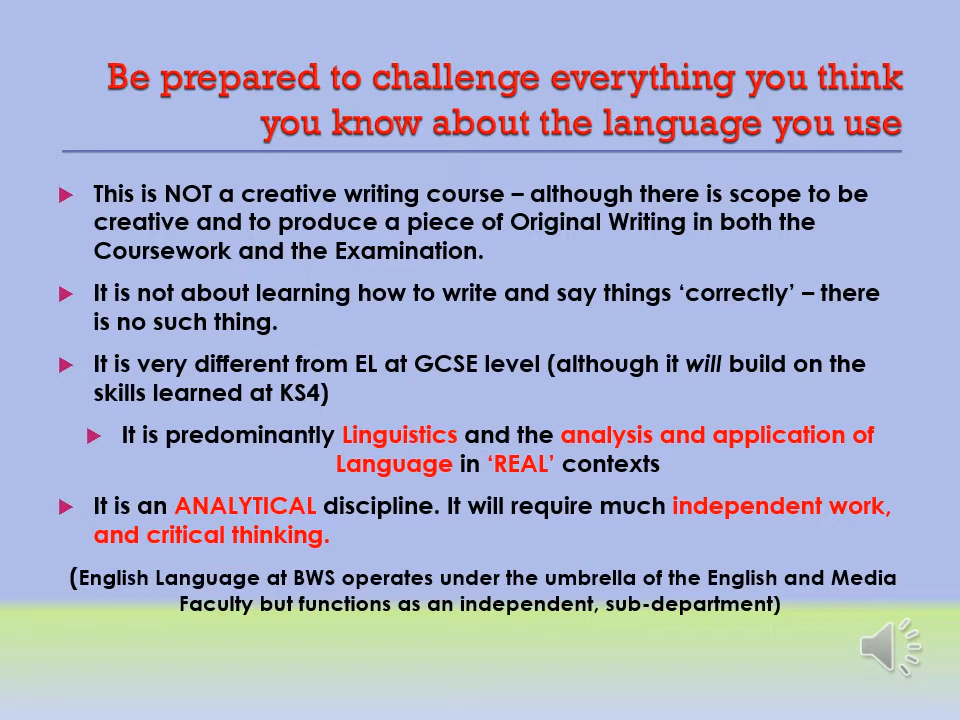 Be prepared to challenge everything you think
you know about the language you use
This is NOT a creative writing course – although there is scope to be
creative and to produce a piece of Original Writing in both the
Coursework and the Examination.
It is not about learning how to write and say things ‘correctly’ – there
is no such thing.
It is very different from EL at GCSE level (although it will build on the
skills learned at KS4)
It is predominantly Linguistics and the analysis and application of
Language in ‘REAL’ contexts
It is an ANALYTICAL discipline. It will require much independent work,
and critical thinking.
(English Language at BWS operates under the umbrella of the English and Media
Faculty but functions as an independent, sub-department)